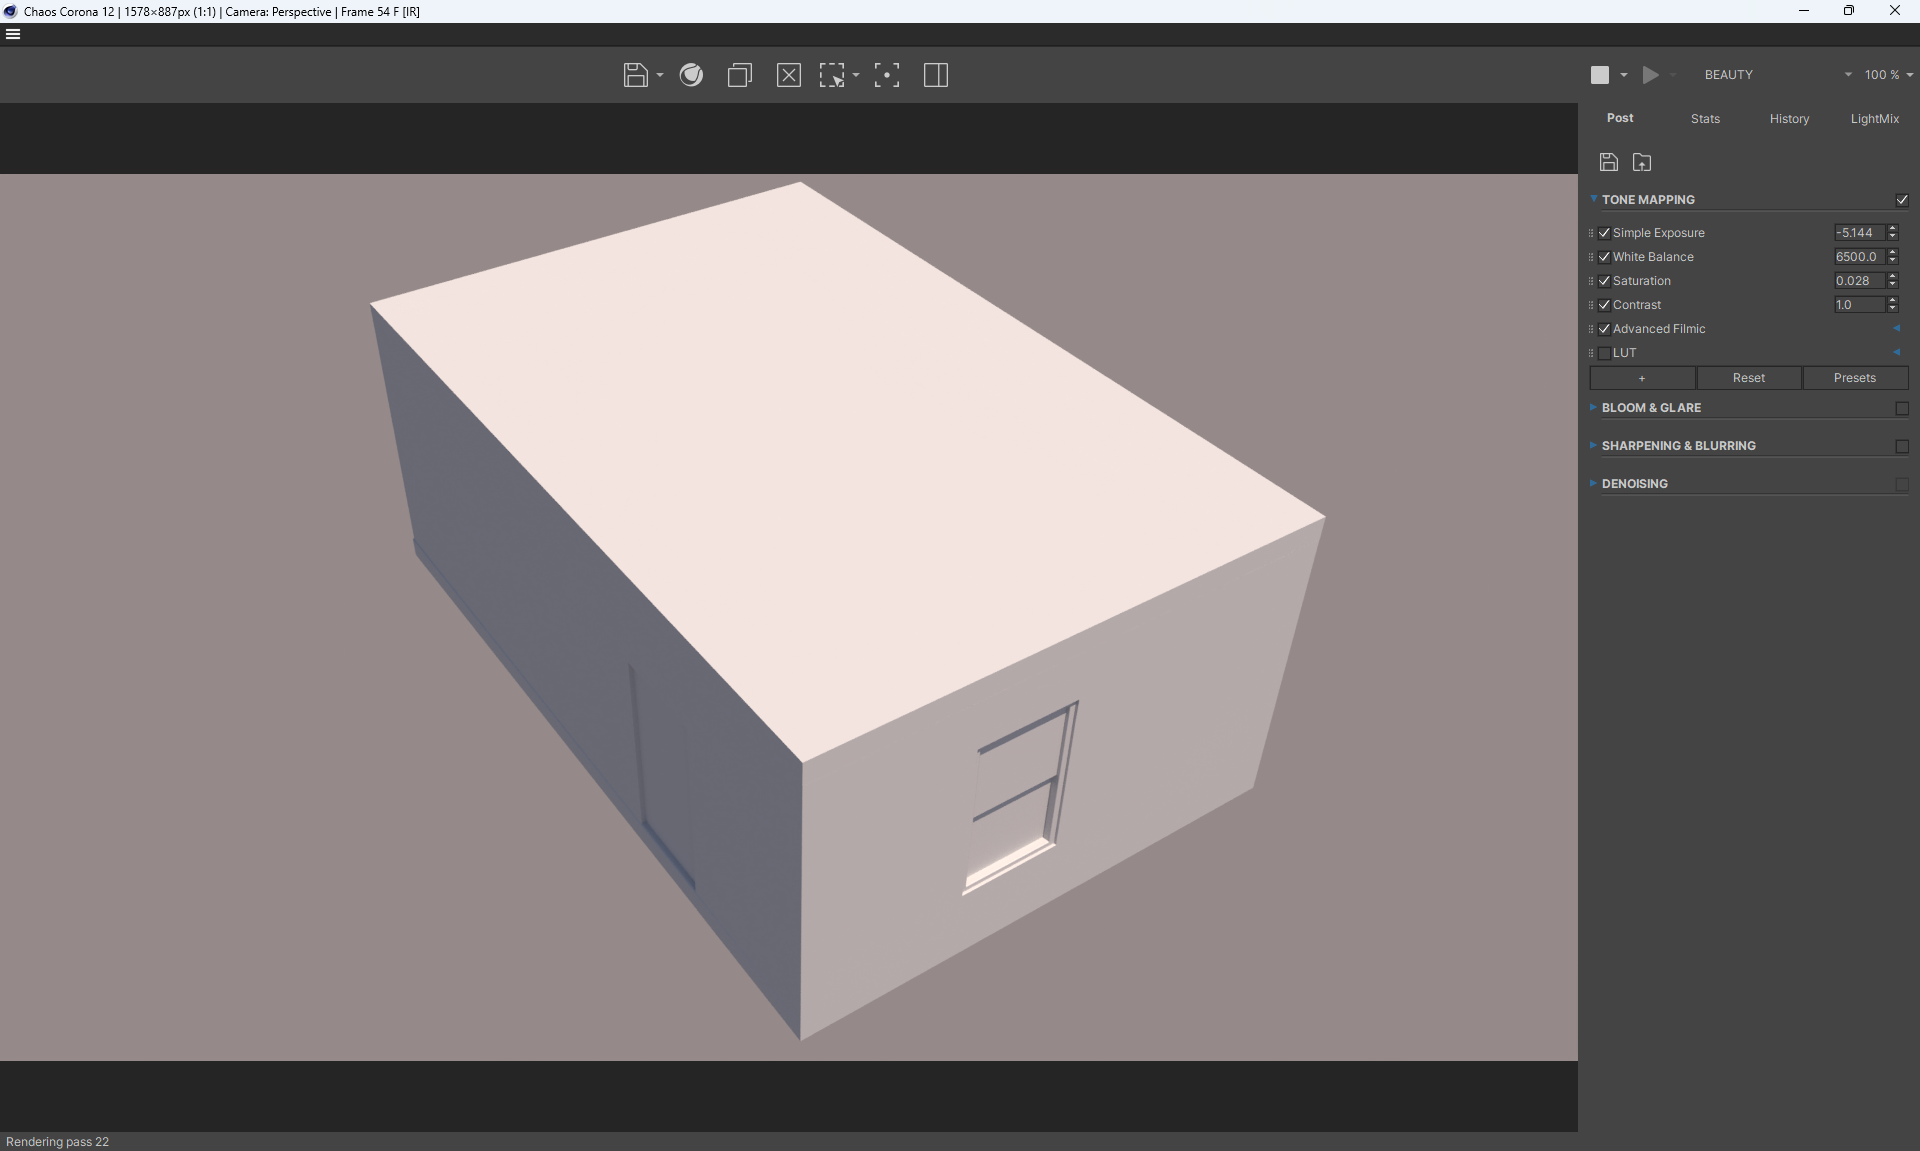 Chaos Corona 12 | 1578×887px (1:1) | Camera: Perspective | Frame 54 F [IR]
BEAUTY
100 %
Post
Stats
History
LightMix
TONE MAPPING
Simple Exposure
-5.144
White Balance
6500.0
Saturation
0.028
Contrast
1.0
Advanced Filmic
LUT
+
Reset
Presets
BLOOM & GLARE
SHARPENING & BLURRING
DENOISING
Rendering pass 22